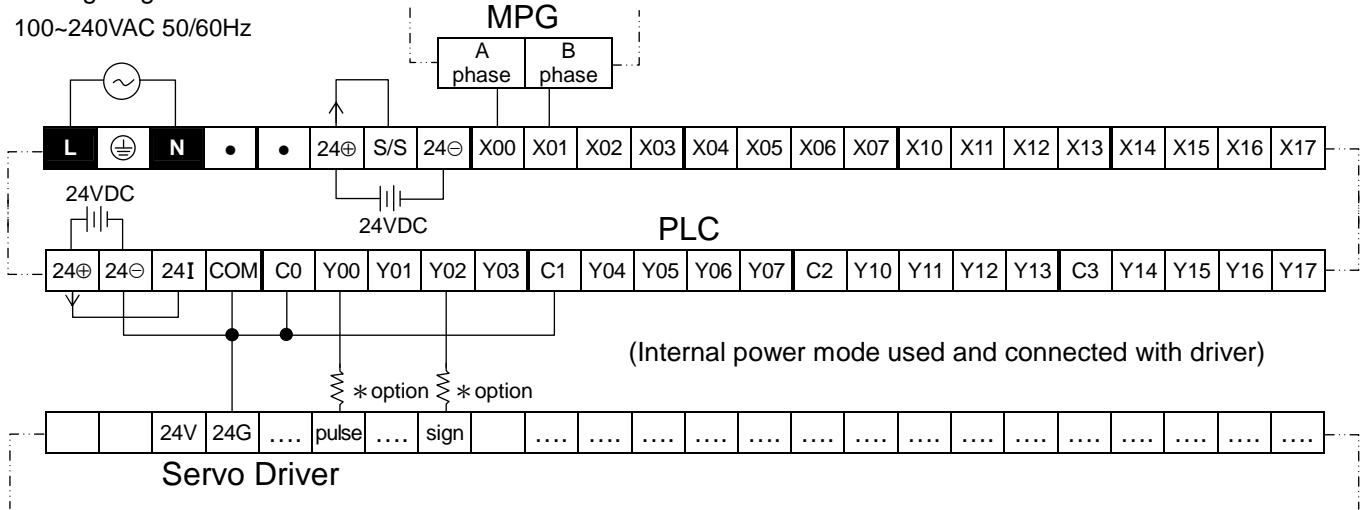 100~240VAC 50/60Hz
MPG
A phase
B phase
L N • • 24⊕ S/S 24⊖ X00 X01 X02 X03 X04 X05 X06 X07 X10 X11 X12 X13 X14 X15 X16 X17
24VDC
24VDC
PLC
24⊕ 24⊖ 24I COM C0 Y00 Y01 Y02 Y03 C1 Y04 Y05 Y06 Y07 C2 Y10 Y11 Y12 Y13 C3 Y14 Y15 Y16 Y17
(Internal power mode used and connected with driver)
*option *option
24V 24G .... pulse .... sign .... .... .... .... .... .... .... .... .... .... .... .... .... .... ....
Servo Driver